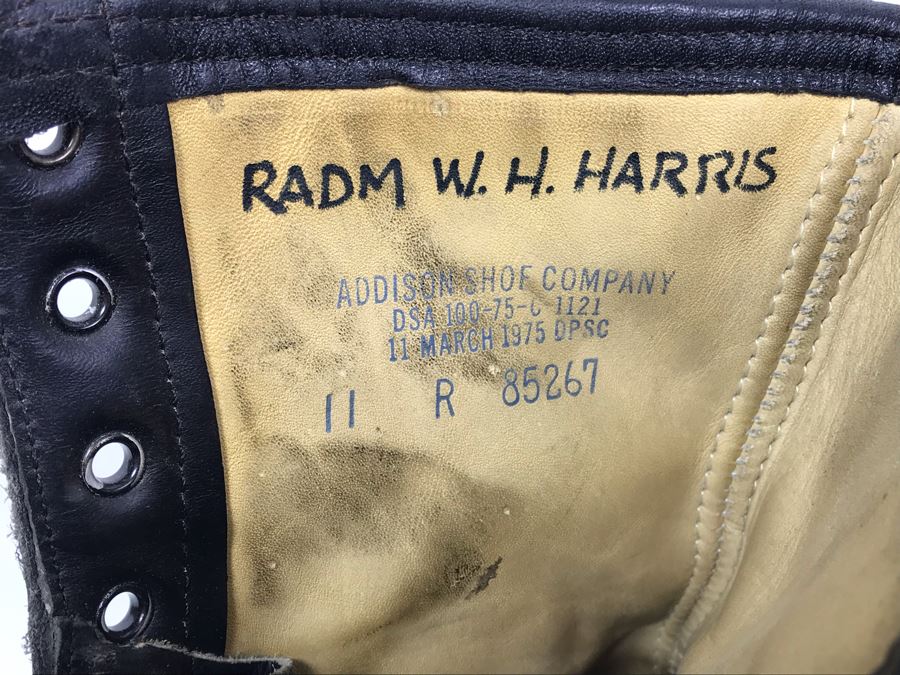 RADM W. H. HARRIS
ADDISON SHOE COMPANY
DSA 100-75-C 1121
11 MARCH 1975 DPSC
11 R 85267